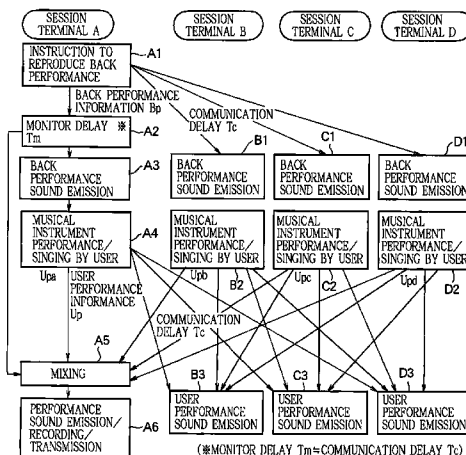 SESSION TERMINAL A
SESSION TERMINAL B
SESSION TERMINAL C
SESSION TERMINAL D
INSTRUCTION TO
REPRODUCE BACK
PERFORMANCE
A1
BACK PERFORMANCE
INFORMATION Bp
COMMUNICATION
DELAY Tc
MONITOR DELAY ※
Tm
A2
B1
C1
D1
BACK
PERFORMANCE
SOUND EMISSION
A3
BACK
PERFORMANCE
SOUND EMISSION
BACK
PERFORMANCE
SOUND EMISSION
BACK
PERFORMANCE
SOUND EMISSION
MUSICAL
INSTRUMENT
PERFORMANCE/
SINGING BY USER
A4
MUSICAL
INSTRUMENT
PERFORMANCE/
SINGING BY USER
MUSICAL
INSTRUMENT
PERFORMANCE/
SINGING BY USER
MUSICAL
INSTRUMENT
PERFORMANCE/
SINGING BY USER
Upa
USER
PERFORMANCE
INFORMANCE
Up
Upb
B2
Upc
C2
Upd
D2
COMMUNICATION
DELAY Tc
A5
MIXING
B3
C3
D3
PERFORMANCE
SOUND EMISSION/
RECORDING/
TRANSMISSION
A6
USER
PERFORMANCE
SOUND EMISSION
USER
PERFORMANCE
SOUND EMISSION
USER
PERFORMANCE
SOUND EMISSION
(※MONITOR DELAY Tm≒COMMUNICATION DELAY Tc)